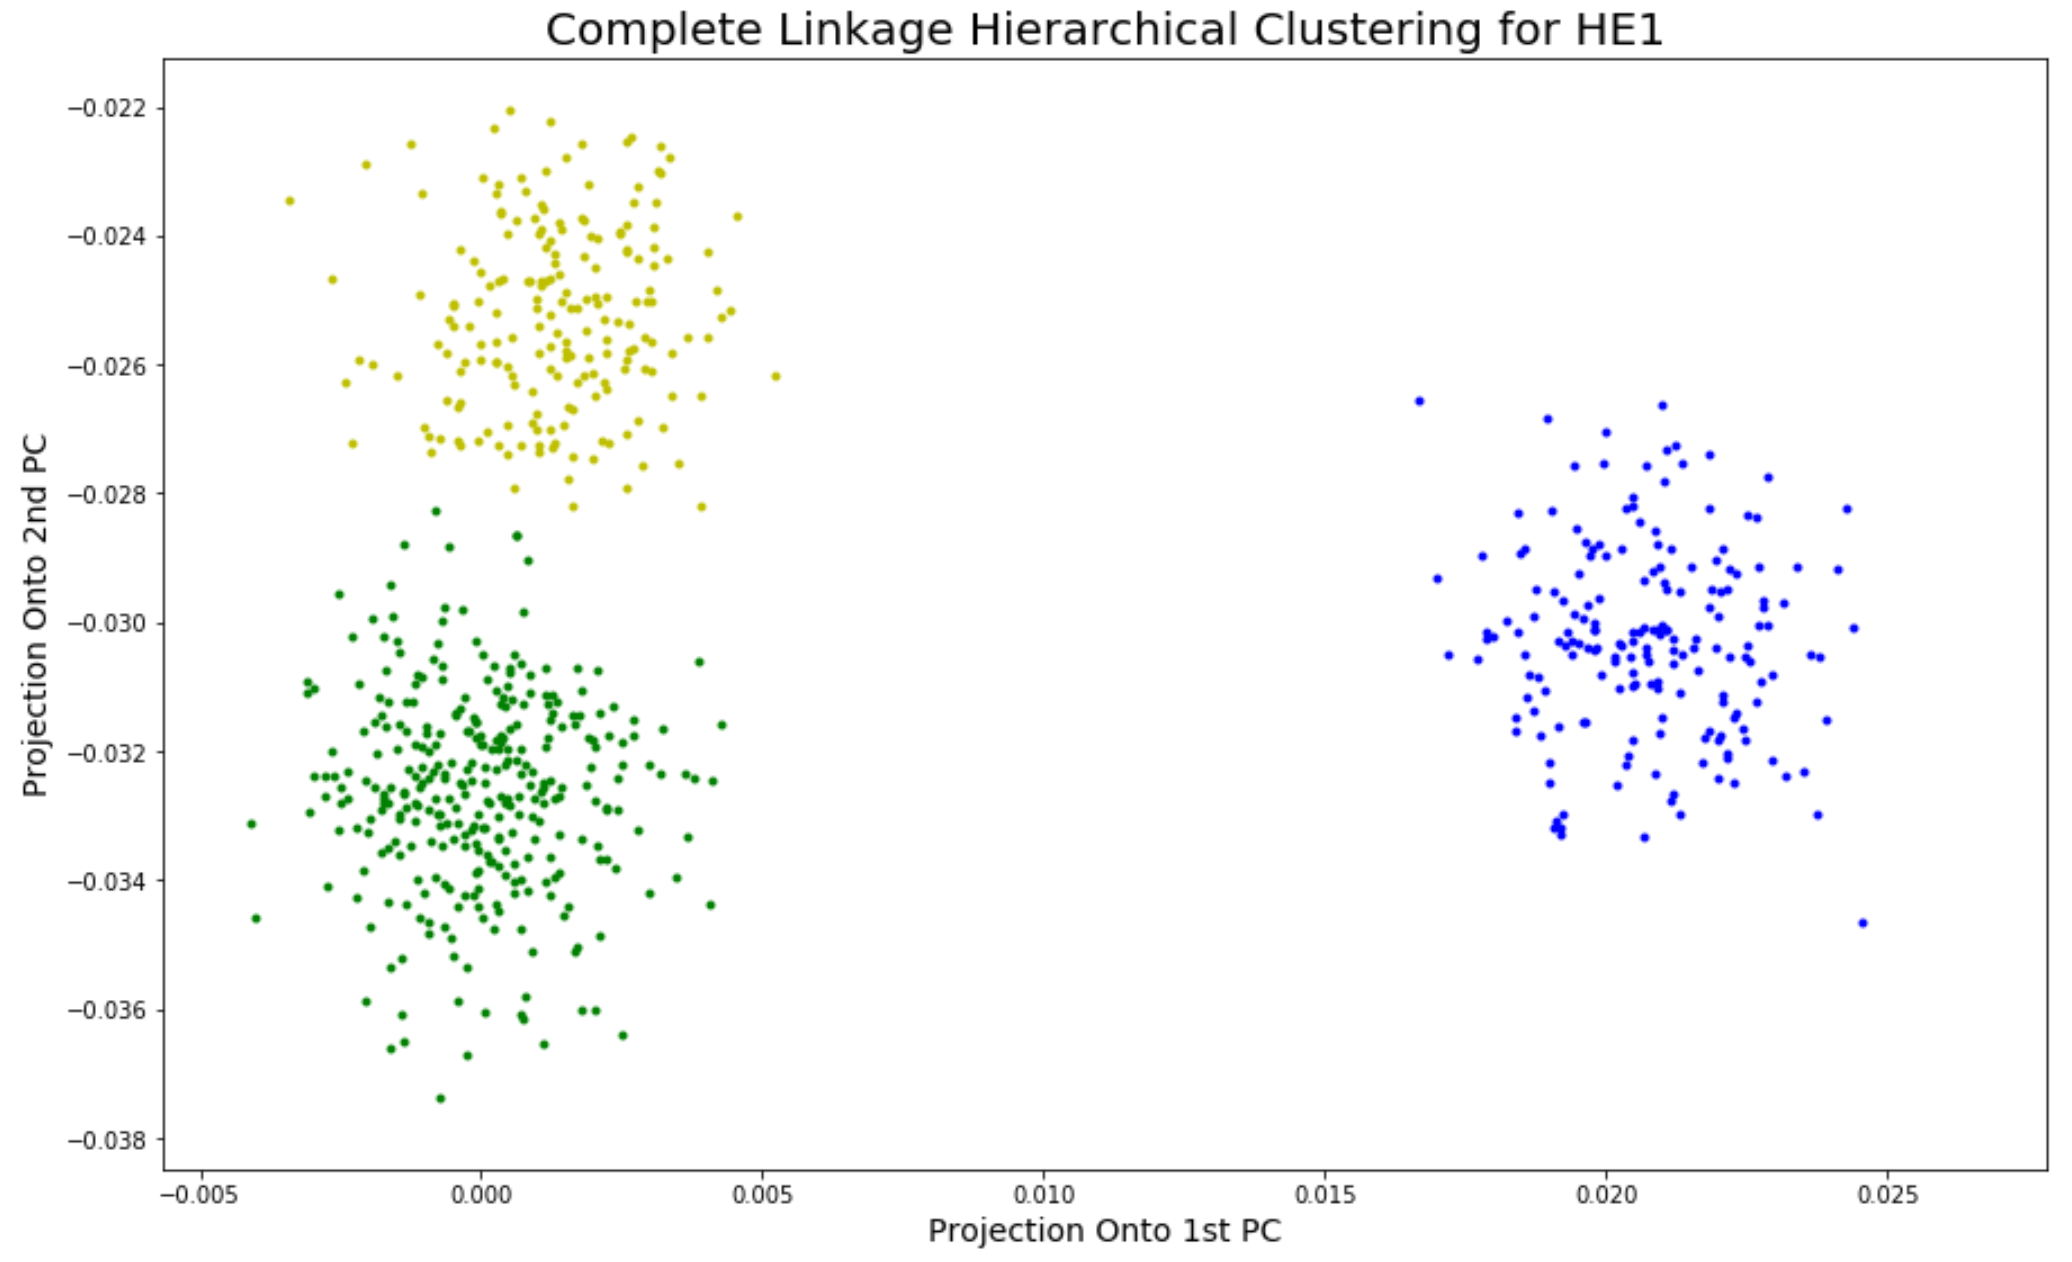 Complete Linkage Hierarchical Clustering for HE1
−0.022
−0.024
−0.026
−0.028
−0.030
−0.032
−0.034
−0.036
−0.038
Projection Onto 2nd PC
−0.005 0.000 0.005 0.010 0.015 0.020 0.025
Projection Onto 1st PC